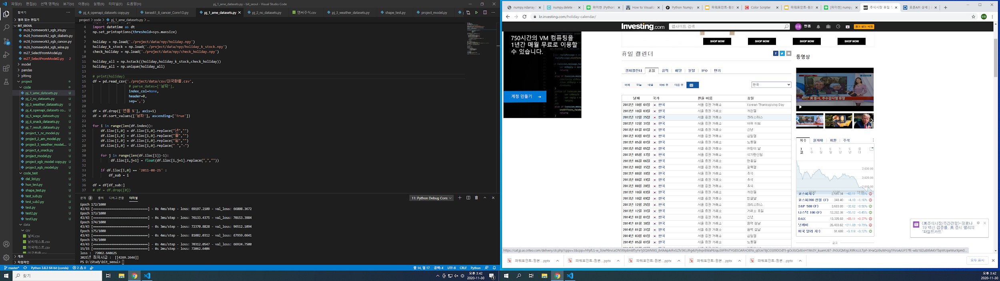 파일(F) 편집(E) 선택 영역(S) 보기(V) 이동(G) 실행(R) 터미널(T) 도움말(H)
pj_1_ame_datasets.py - bit_seoul - Visual Studio Code
탐색기
열려 있는 편집기
BIT_SEOUL
m26_homework1_xgb_iris.py
m26_homework2_xgb_diabets.py
m26_homework3_xgb_cancer.py
m26_homework4_xgb_wine.py
m27_SelectFromModel.py
m27_SelectFromModel2.py 2
model
pandas
pltImg
project
code
pj_1_ame_datasets.py U
pj_2_nc_datasets.py U
pj_3_weather_datasets.py U
pj_4_openapi_datasets co... U
pj_5_wage_datasets.py U
pj_6_snack_datasets.py U
pj_7_result_datasets.py U
project_1_nc_model.py U
project_2_am_model.py U
project_3_weather_model.... U
project_4_snack.py U
project_model.py U
project_xgb_model copy.py U
project_xgb_model.py U
code_test
del_list.py U
hue_test.py U
shape_test.py U
test_sub.py U
test_sub2.py U
test.py U
test2.py U
test3.py U
data
csv
날씨.csv
날씨테스트.csv
미국테스트.csv
미국환율.csv
개요
타임라인
pj_4_openapi_datasets copy.py keras61_8_cancer_Conv1D.py pj_1_ame_datasets.py pj_2_nc_datasets.py 엔씨주식.csv pj_3_weather_datasets.py shape_test.py project_model.py
project > code > pj_1_ame_datasets.py > ...
4 import datetime as dt
5 np.set_printoptions(threshold=sys.maxsize)
6
7 holiday = np.load('./project/data/npy/holiday.npy')
8 holiday_k_stock = np.load('./project/data/npy/holiday_k_stock.npy')
9 check_holiday = np.load('./project/data/npy/check_holiday.npy')
10
11 holiday_all = np.hstack((holiday,holiday_k_stock,check_holiday))
12 holiday_all = np.unique(holiday_all)
13
14 # print(holiday)
15 df = pd.read_csv('./project/data/csv/미국환율.csv',
16 # parse_dates=['날짜'],
17 index_col=None,
18 header=0,
19 sep=',')
20
21 df = df.drop(['변동 %'], axis=1)
22 df = df.sort_values(['날짜'], ascending=['True'])
23
24 for i in range(len(df.index)):
25 df.iloc[i,0] = df.iloc[i,0].replace("년","")
26 df.iloc[i,0] = df.iloc[i,0].replace("월","")
27 df.iloc[i,0] = df.iloc[i,0].replace("일","")
28 df.iloc[i,0] = df.iloc[i,0].replace(" ","-")
29
30 for j in range(len(df.iloc[i])-1):
31 df.iloc[i,j+1] = float(df.iloc[i,j+1].replace(",",""))
32
33 if df.iloc[i,0] == '2011-08-25' :
34 df_sub = i
35
36 df = df[df_sub:]
37 # df = df.drop([0])
문제 2 출력 디버그 콘솔 터미널 11: Python Debug Cons
Epoch 172/1000
43/43 [==============================] - 0s 4ms/step - loss: 69197.2109 - val_loss: 66808.3672
Epoch 173/1000
43/43 [==============================] - 0s 3ms/step - loss: 76133.4375 - val_loss: 70153.3984
Epoch 174/1000
43/43 [==============================] - 0s 3ms/step - loss: 72370.8828 - val_loss: 96512.1094
Epoch 175/1000
43/43 [==============================] - 0s 4ms/step - loss: 81082.0312 - val_loss: 67959.6641
Epoch 176/1000
43/43 [==============================] - 0s 4ms/step - loss: 70312.0547 - val_loss: 66924.7500
15/15 [==============================] - 0s 2ms/step - loss: 72062.6406
loss : 72062.640625
2021년 최저시급 : [[4269.2646]]
PS D:\Study\bit_seoul>
master* Python 3.8.3 64-bit (conda) 2 0 줄 14, 열 17 공백: 4 UTF-8 CRLF Python
찾기
오후 3:42
2020-11-30
numpy.ndarray numpy.delete - 파이썬 (Python) How to Visualiz Python Numpy 파워포인트-원본 Color Scripter 파워포인트-원본 [파이썬] numpy 주식시장 휴일 오픈API 상세 |
kr.investing.com/holiday-calendar/
Investing.com 웹사이트 검색 민종 광고 없는 버전
750시간의 VM 컴퓨팅을
1년간 매월 무료로 이용할
수 있습니다.
계정 만들기 →
SHOP NOW SHOP NOW SHOP NOW SHOP NOW
휴일 캘린더
경제캘린더 휴일 실적 배당 분할 IPO 만기
어제 오늘 내일 이번 주 다음 주
한국
날짜 국가 환율 이름 휴일
2012년 10월 01일 한국 서울 증권 거래소 Korean Thanksgiving Day
2012년 10월 03일 한국 서울 증권 거래소 개천절
2012년 12월 25일 한국 서울 증권 거래소 크리스마스
2012년 12월 31일 한국 서울 증권 거래소 새해 이브
2013년 01월 01일 한국 서울 증권 거래소 신년
2013년 03월 01일 한국 서울 증권 거래소 삼일절
2013년 05월 01일 한국 서울 증권 거래소 노동절
2013년 05월 05일 한국 서울 증권 거래소 어린이 날
2013년 05월 17일 한국 서울 증권 거래소 석가탄신일
2013년 06월 06일 한국 서울 증권 거래소 현충일
2013년 08월 15일 한국 서울 증권 거래소 광복절
2013년 08월 18일 한국 서울 증권 거래소 추석
2013년 08월 19일 한국 서울 증권 거래소 추석
2013년 08월 20일 한국 서울 증권 거래소 추석
2013년 10월 03일 한국 서울 증권 거래소 개천절
2013년 10월 09일 한국 서울 증권 거래소 한글날
2013년 12월 25일 한국 서울 증권 거래소 크리스마스
2013년 12월 31일 한국 서울 증권 거래소 거래소 휴일
2014년 01월 01일 한국 서울 증권 거래소 신년
2014년 01월 30일 한국 서울 증권 거래소 음력 설날
2014년 01월 31일 한국 서울 증권 거래소 음력 설날
2014년 03월 01일 한국 서울 증권 거래소 삼일절
2014년 05월 01일 한국 서울 증권 거래소 노동절
동영상
美 증시, 추수감사절 휴장
지수 원자재 외환 주식
1일 1주 1달 6달 1년 5년 최대
2,630.00
2,620.00
2,610.00
코스피지수 2,591.34 -42.11 -1.60%
코스피200 선물 (F) 348.40 -4.10 -1.16%
S&P 500 (F) 3,603.88 -32.62 -0.90%
나스닥 100 (F) 12,202.38 -55.12 -0.45%
DAX 13,335.68 +49.11 +0.37%
닛케이 26,433.62 -211.09 -0.79%
미국 달러 지수 91.688 -0.113 -0.12%
광고
(美주식시장/주간전망)-코로나
19 백신 접종률, 美 증시 랠리의
'와일드카드'
파워포인트-원본....pptx 파워포인트-원본....pptx 파워포인트-원본....pptx 파워포인트-원본....pptx 파워포인트-원본....pptx 모두 표시
오후 3:42
2020-11-30